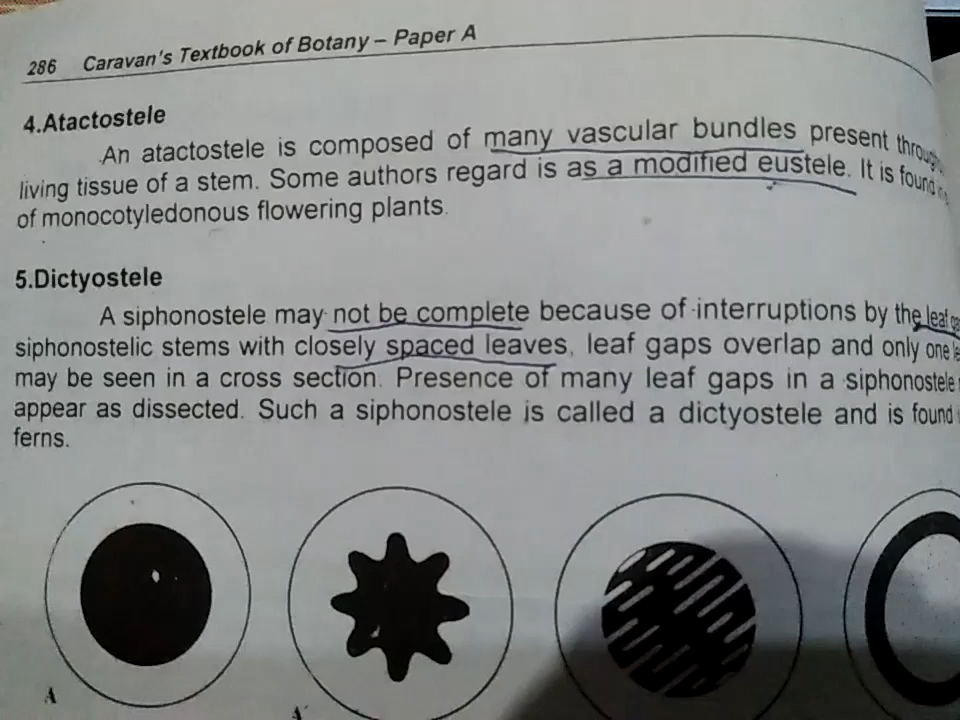 286 Caravan's Textbook of Botany – Paper A
4.Atactostele
An atactostele is composed of many vascular bundles present
living tissue of a stem. Some authors regard is as a modified eustele. It is found
of monocotyledonous flowering plants.
5.Dictyostele
A siphonostele may not be complete because of interruptions by the leaf
siphonostelic stems with closely spaced leaves, leaf gaps overlap and only one
may be seen in a cross section. Presence of many leaf gaps in a siphonostele
appear as dissected. Such a siphonostele is called a dictyostele and is found
ferns.
A A'